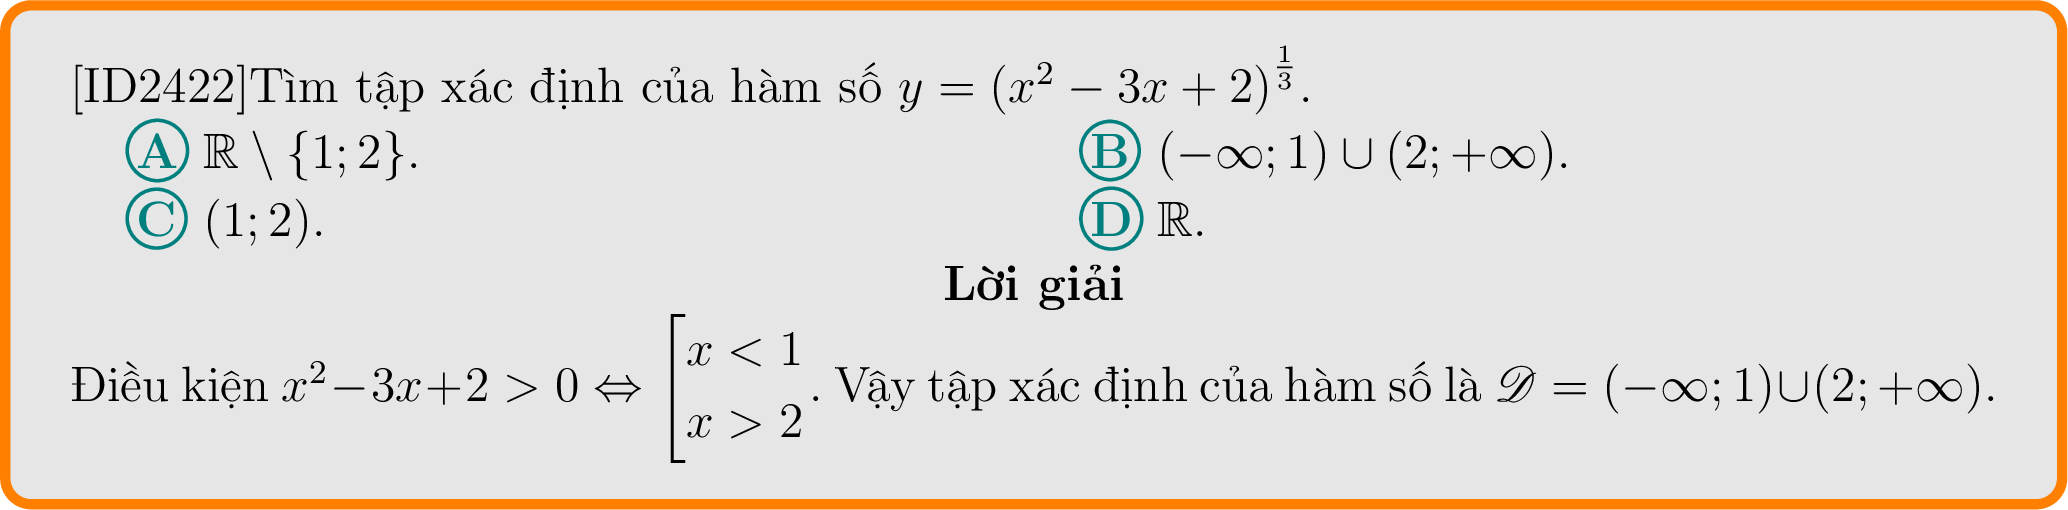 [ID2422]Tìm tập xác định của hàm số $y = (x^2 - 3x + 2)^{\frac{1}{3}}$.
Ⓐ $\mathbb{R} \setminus \{1; 2\}$. Ⓑ $(-\infty; 1) \cup (2; +\infty)$.
Ⓒ $(1; 2)$. Ⓓ $\mathbb{R}$.
Lời giải
Điều kiện $x^2 - 3x + 2 > 0 \Leftrightarrow \left[\begin{array}{l} x < 1 \\ x > 2 \end{array}\right.$. Vậy tập xác định của hàm số là $\mathscr{D} = (-\infty; 1) \cup (2; +\infty)$.